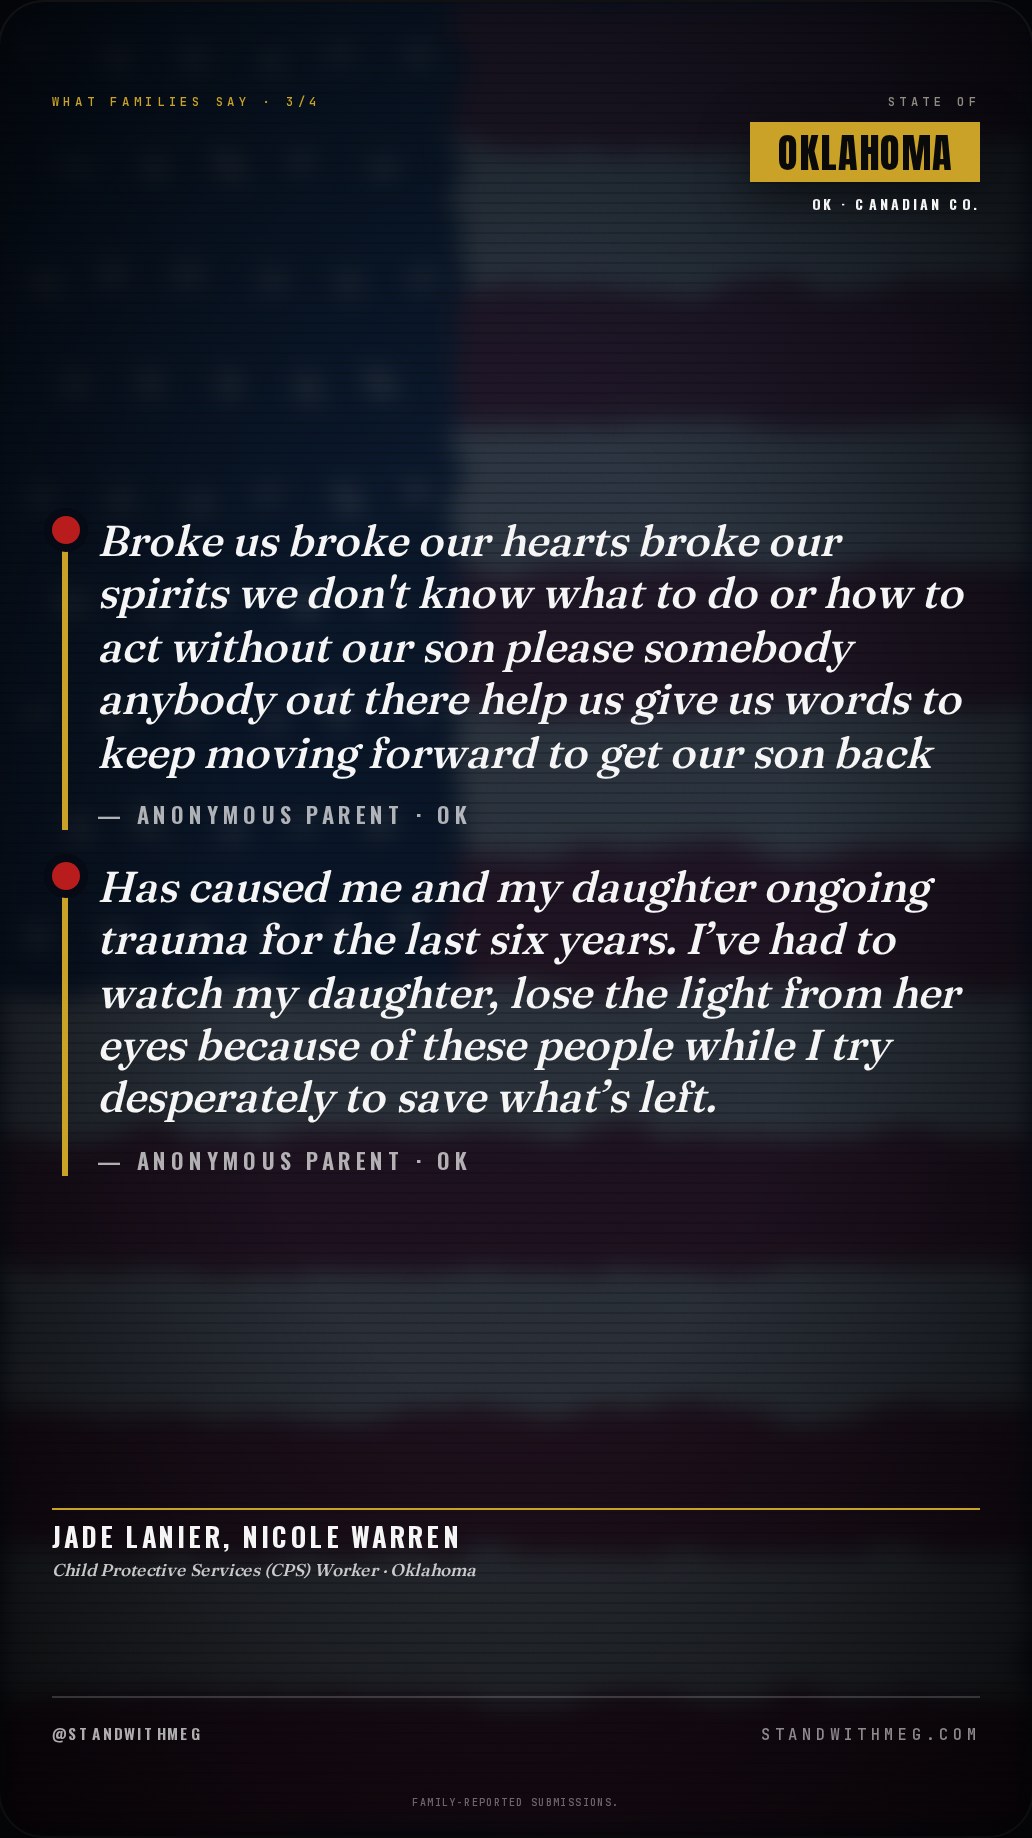 WHAT FAMILIES SAY · 3/4
STATE OF
OKLAHOMA
OK · CANADIAN CO.
Broke us broke our hearts broke our
spirits we don't know what to do or how to
act without our son please somebody
anybody out there help us give us words to
keep moving forward to get our son back
— ANONYMOUS PARENT · OK
Has caused me and my daughter ongoing
trauma for the last six years. I’ve had to
watch my daughter, lose the light from her
eyes because of these people while I try
desperately to save what’s left.
— ANONYMOUS PARENT · OK
JADE LANIER, NICOLE WARREN
Child Protective Services (CPS) Worker · Oklahoma
@STANDWITHMEG
STANDWITHMEG.COM
FAMILY-REPORTED SUBMISSIONS.